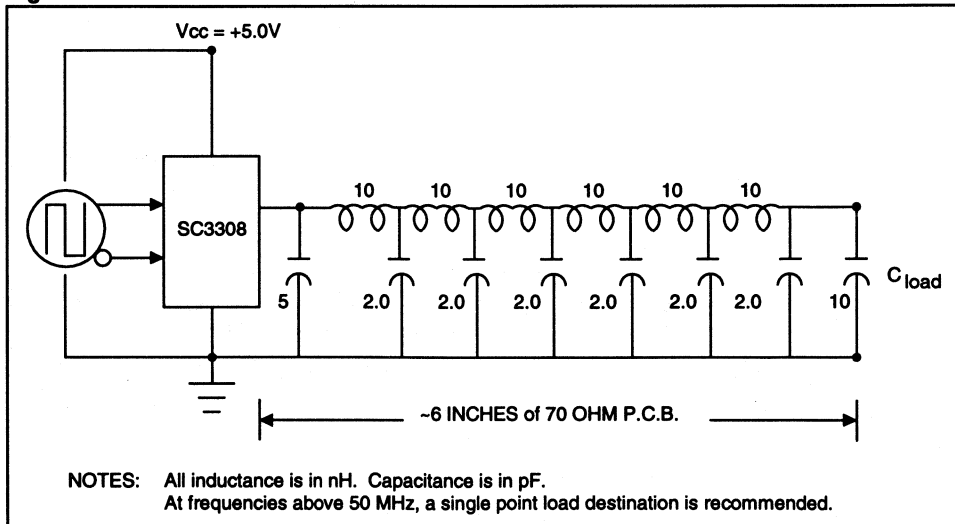 Vcc = +5.0V
10 10 10 10 10 10
SC3308
C load
5 2.0 2.0 2.0 2.0 2.0 2.0 10
~6 INCHES of 70 OHM P.C.B.
NOTES: All inductance is in nH. Capacitance is in pF.
At frequencies above 50 MHz, a single point load destination is recommended.